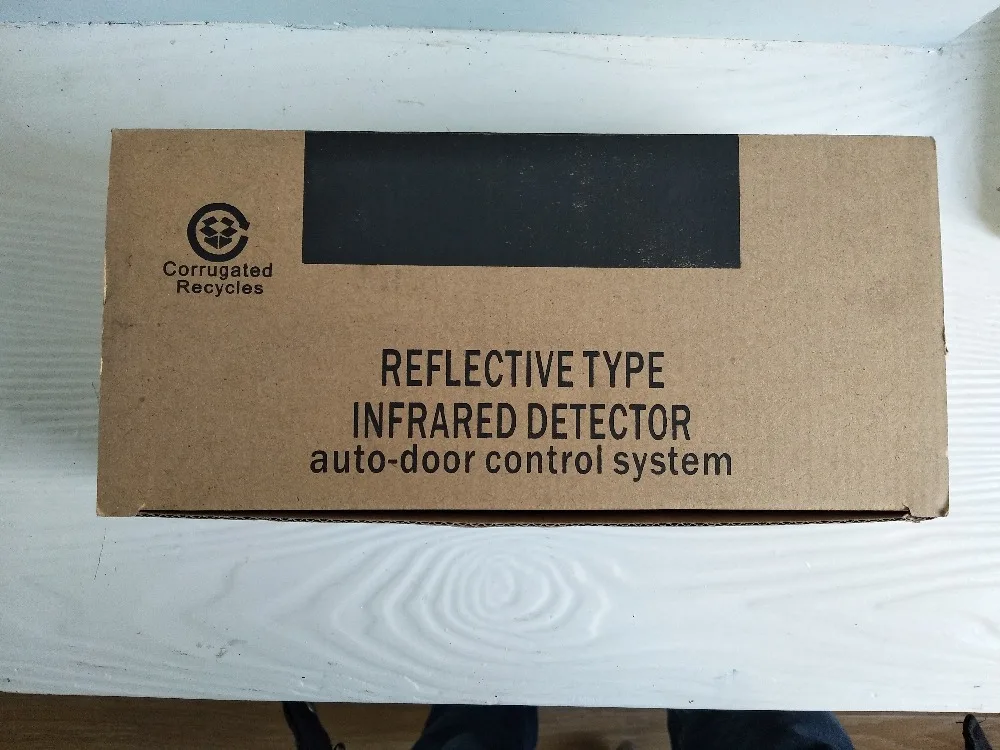 Corrugated
Recycles
REFLECTIVE TYPE
INFRARED DETECTOR
auto-door control system